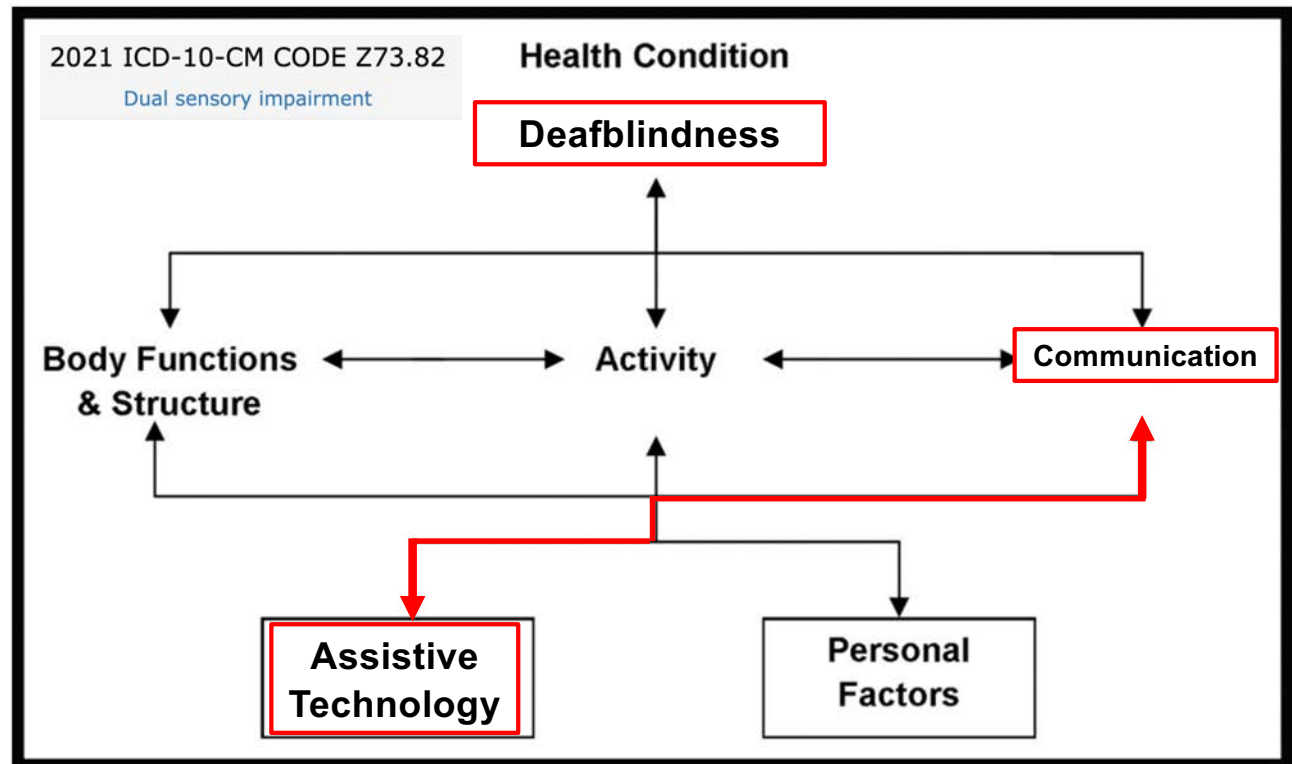 2021 ICD-10-CM CODE Z73.82
Dual sensory impairment
Health Condition
Deafblindness
Body Functions
& Structure
Activity
Communication
Assistive
Technology
Personal
Factors